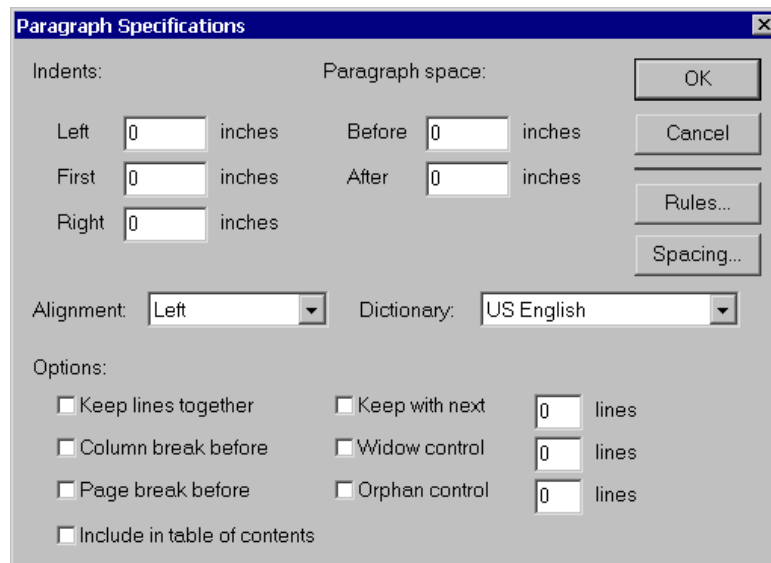 Paragraph Specifications
Indents: Paragraph space: OK
Left 0 inches Before 0 inches Cancel
First 0 inches After 0 inches
Right 0 inches Rules...
Spacing...
Alignment: Left Dictionary: US English
Options:
Keep lines together Keep with next 0 lines
Column break before Widow control 0 lines
Page break before Orphan control 0 lines
Include in table of contents